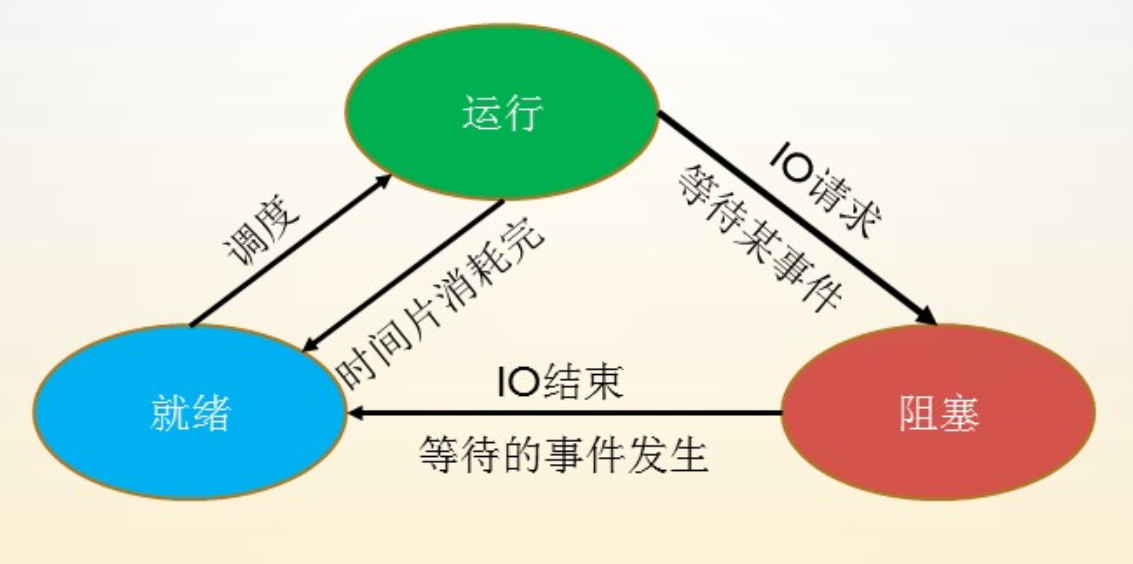 运行
IO请求
等待某事件
调度
时间片消耗完
IO结束
就绪
阻塞
等待的事件发生